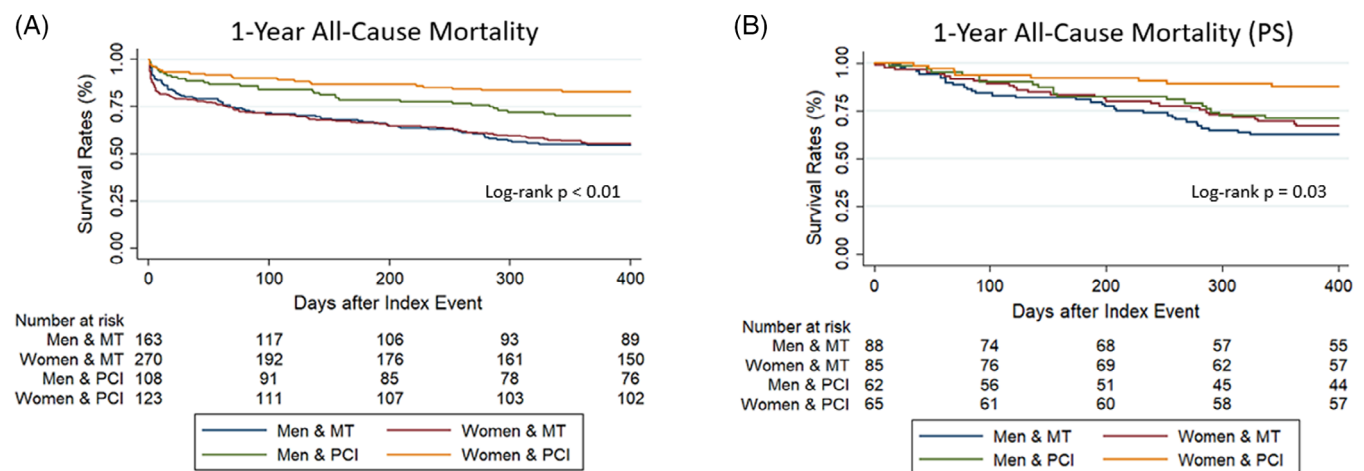 (A)
1-Year All-Cause Mortality
Survival Rates (%)
1.00
0.75
0.50
0.25
0.00
Log-rank p < 0.01
0 100 200 300 400
Days after Index Event
Number at risk
Men & MT 163 117 106 93 89
Women & MT 270 192 176 161 150
Men & PCI 108 91 85 78 76
Women & PCI 123 111 107 103 102
Men & MT Women & MT
Men & PCI Women & PCI
(B)
1-Year All-Cause Mortality (PS)
Survival Rates (%)
1.00
0.75
0.50
0.25
0.00
Log-rank p = 0.03
0 100 200 300 400
Days after Index Event
Number at risk
Men & MT 88 74 68 57 55
Women & MT 85 76 69 62 57
Men & PCI 62 56 51 45 44
Women & PCI 65 61 60 58 57
Men & MT Women & MT
Men & PCI Women & PCI